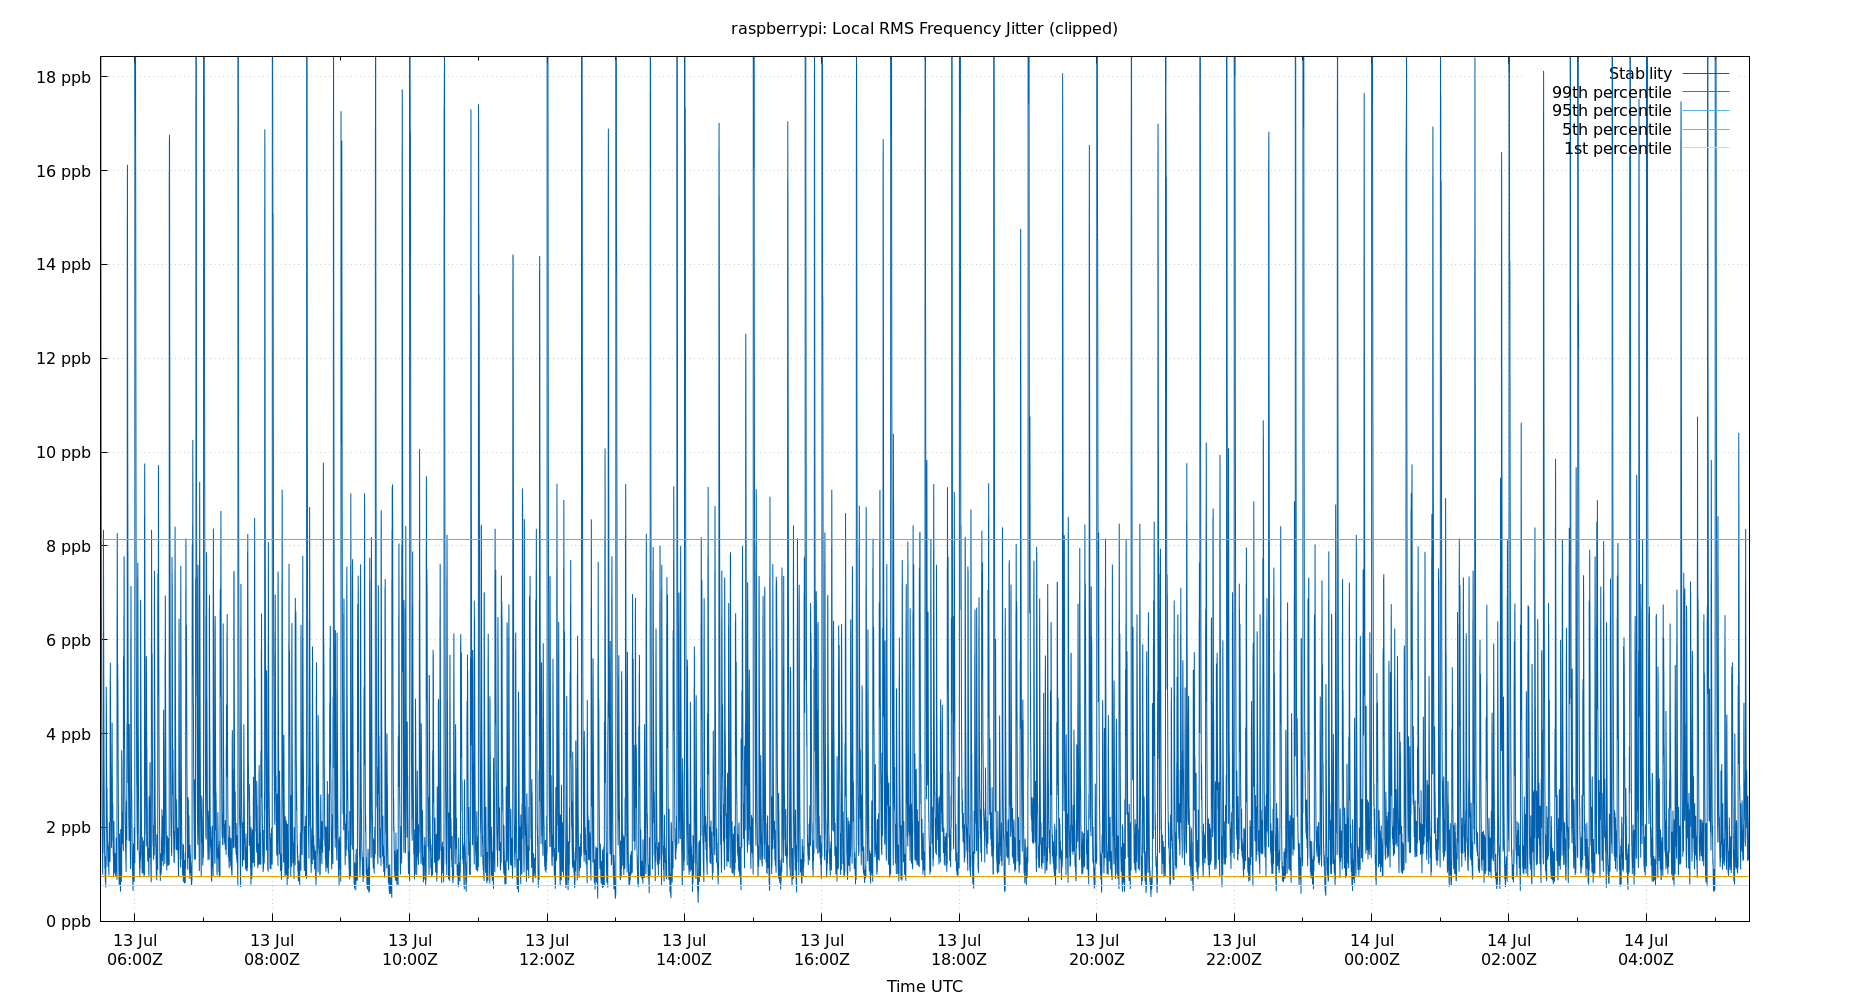 raspberrypi: Local RMS Frequency Jitter (clipped)
18 ppb
16 ppb
14 ppb
12 ppb
10 ppb
8 ppb
6 ppb
4 ppb
2 ppb
0 ppb
Stability
99th percentile
95th percentile
5th percentile
1st percentile
13 Jul 13 Jul 13 Jul 13 Jul 13 Jul 13 Jul 13 Jul 13 Jul 13 Jul 14 Jul 14 Jul 14 Jul
06:00Z 08:00Z 10:00Z 12:00Z 14:00Z 16:00Z 18:00Z 20:00Z 22:00Z 00:00Z 02:00Z 04:00Z
Time UTC